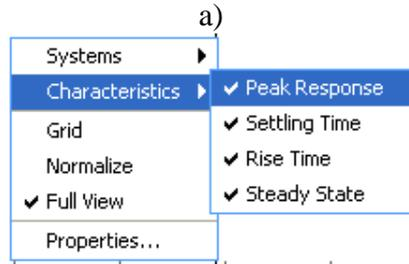 a)
Systems
Characteristics
Peak Response
Settling Time
Grid
Rise Time
Normalize
Full View
Steady State
Properties...